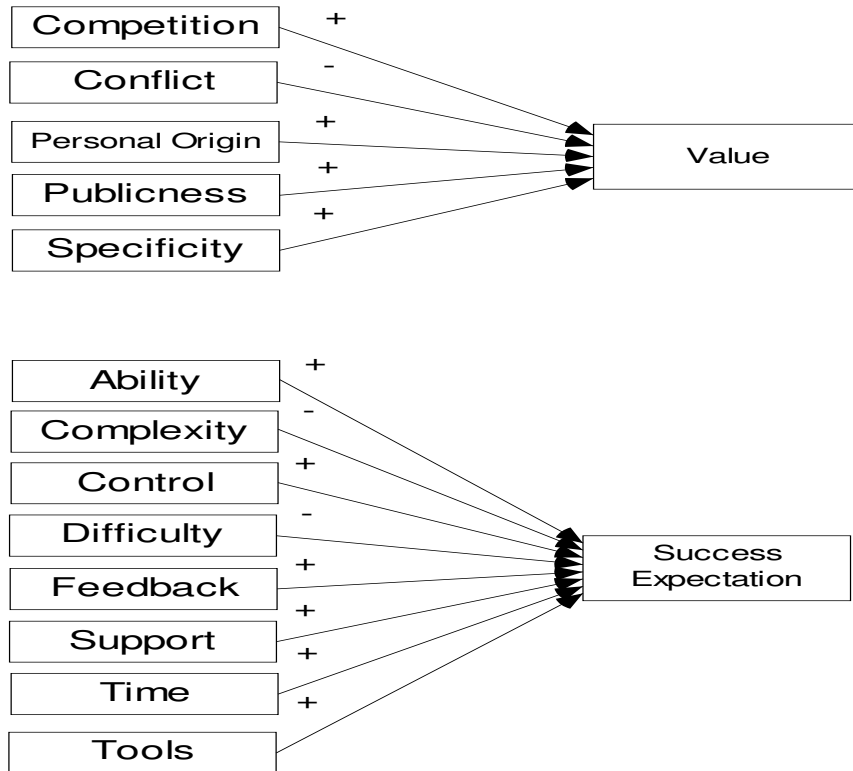 Competition
+
Conflict
-
Personal Origin
+
Publicness
+
Specificity
+
Value
Ability
+
Complexity
-
Control
+
Difficulty
-
Feedback
+
Support
+
Time
+
Tools
+
Success
Expectation